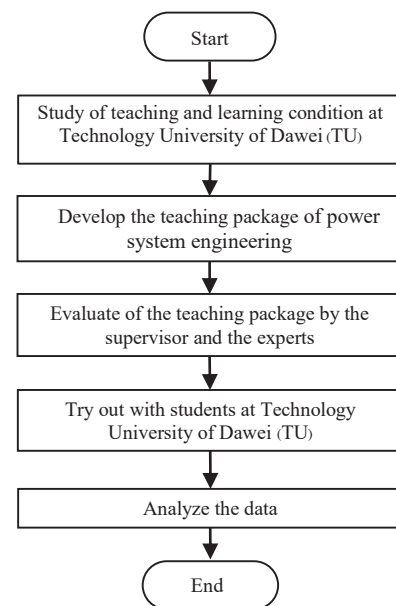 Start
Study of teaching and learning condition at
Technology University of Dawei (TU)
Develop the teaching package of power
system engineering
Evaluate of the teaching package by the
supervisor and the experts
Try out with students at Technology
University of Dawei (TU)
Analyze the data
End